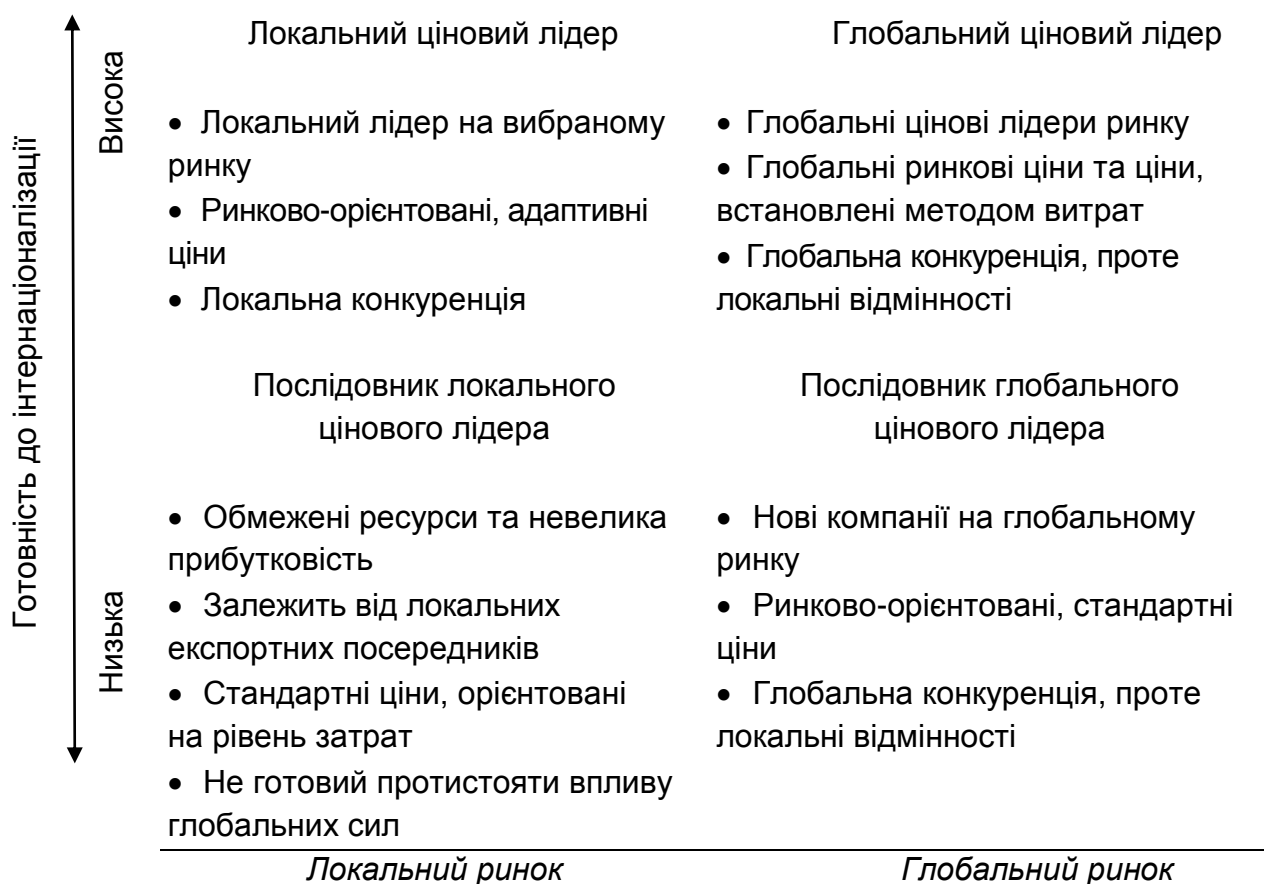 Готовність до інтернаціоналізації
Висока
Низька
Локальний ціновий лідер
• Локальний лідер на вибраному
ринку
• Ринково-орієнтовані, адаптивні
ціни
• Локальна конкуренція
Глобальний ціновий лідер
• Глобальні цінові лідери ринку
• Глобальні ринкові ціни та ціни,
встановлені методом витрат
• Глобальна конкуренція, проте
локальні відмінності
Послідовник локального
цінового лідера
• Обмежені ресурси та невелика
прибутковість
• Залежить від локальних
експортних посередників
• Стандартні ціни, орієнтовані
на рівень затрат
• Не готовий протистояти впливу
глобальних сил
Послідовник глобального
цінового лідера
• Нові компанії на глобальному
ринку
• Ринково-орієнтовані, стандартні
ціни
• Глобальна конкуренція, проте
локальні відмінності
Локальний ринок
Глобальний ринок